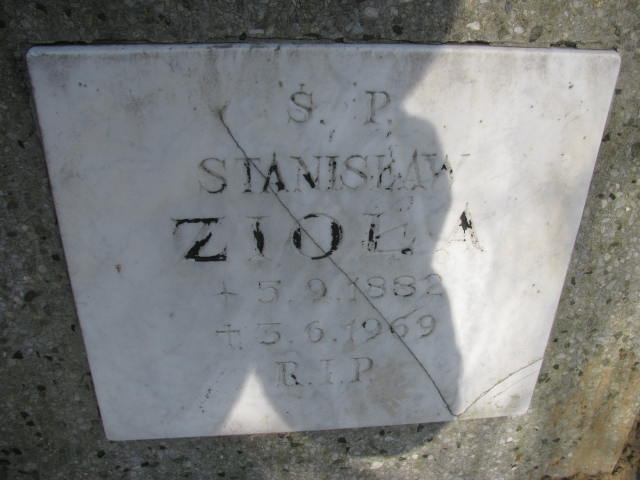 S. P.
STANISŁAW
ZIOŁA
+ 5.9.1882
+ 3.6.1969
R.I.P